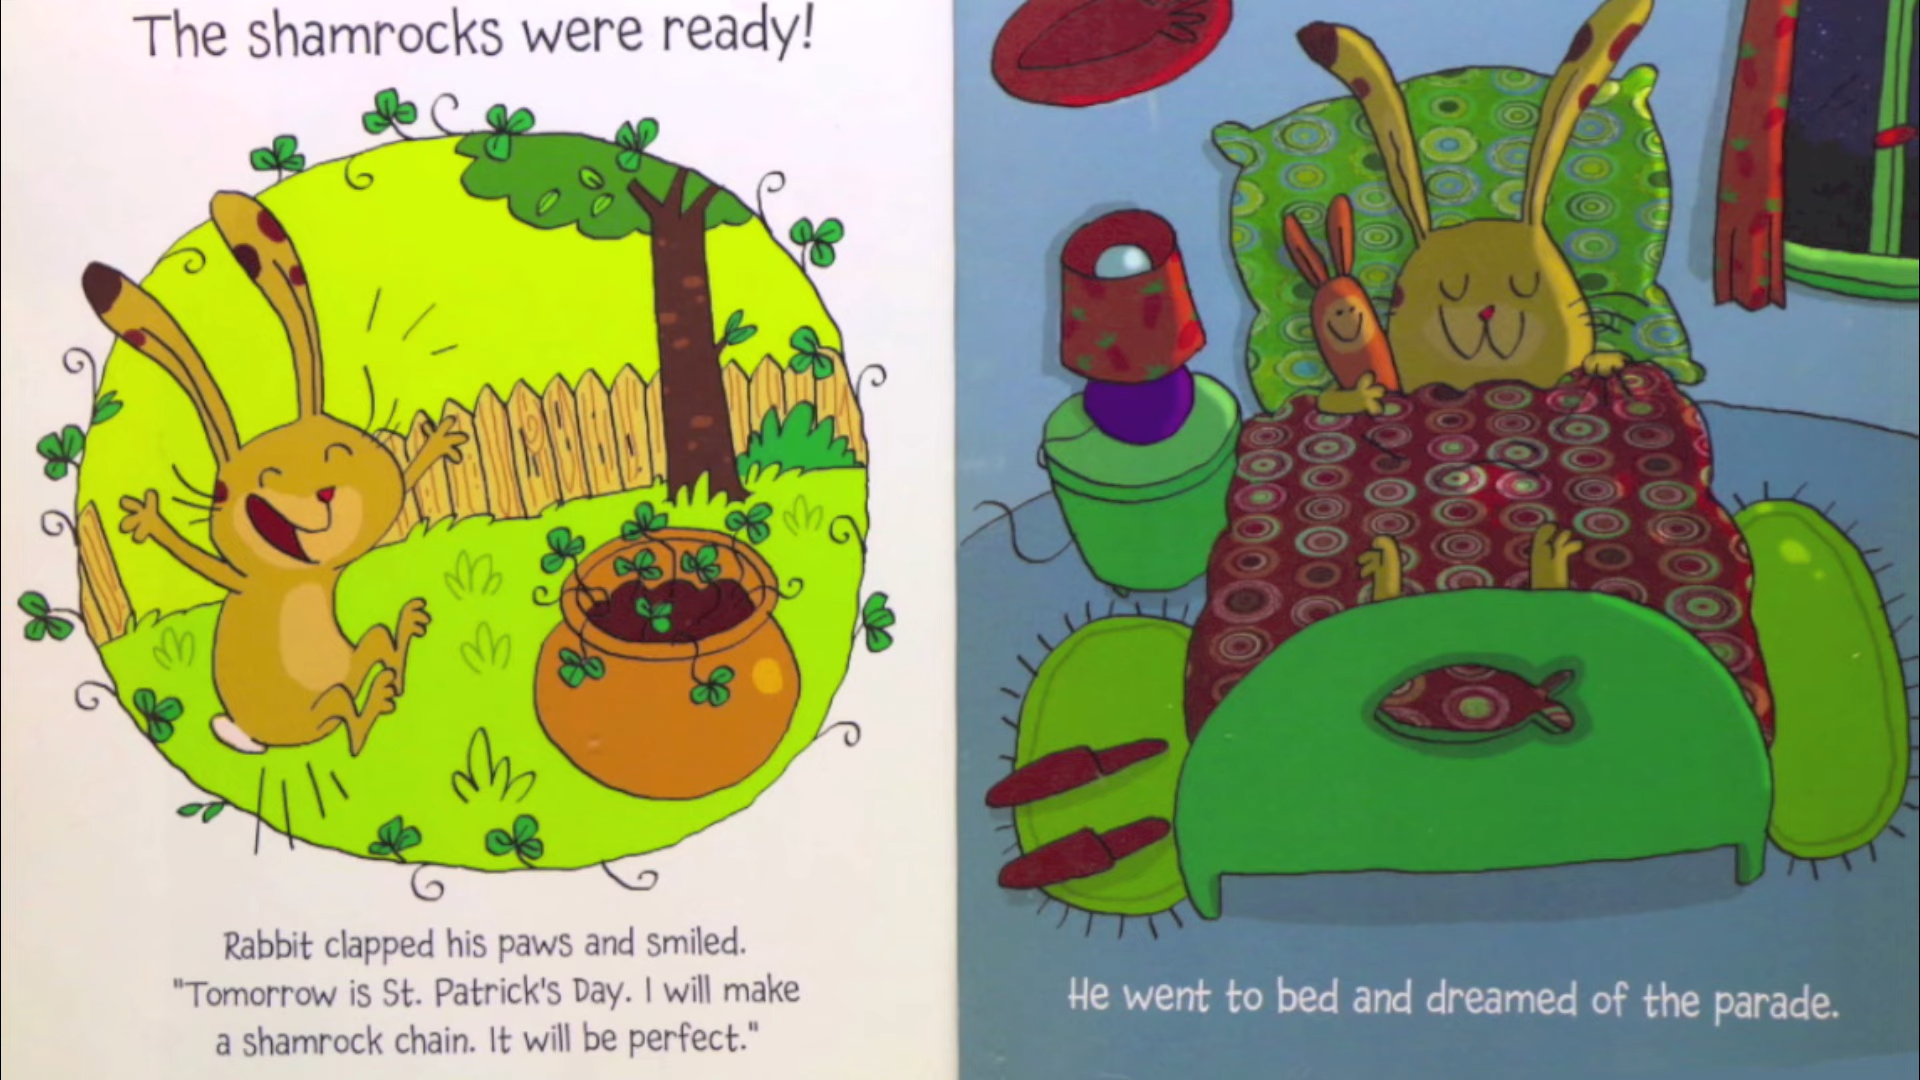 The shamrocks were ready!
Rabbit clapped his paws and smiled.
"Tomorrow is St. Patrick's Day. I will make
a shamrock chain. It will be perfect."
He went to bed and dreamed of the parade.